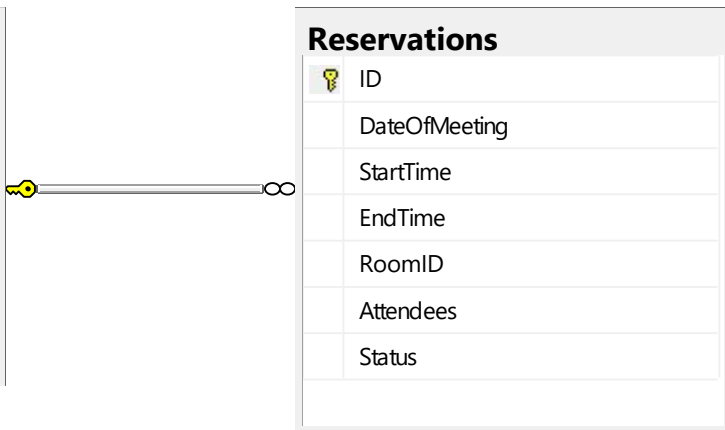 Reservations
ID
DateOfMeeting
StartTime
EndTime
RoomID
Attendees
Status